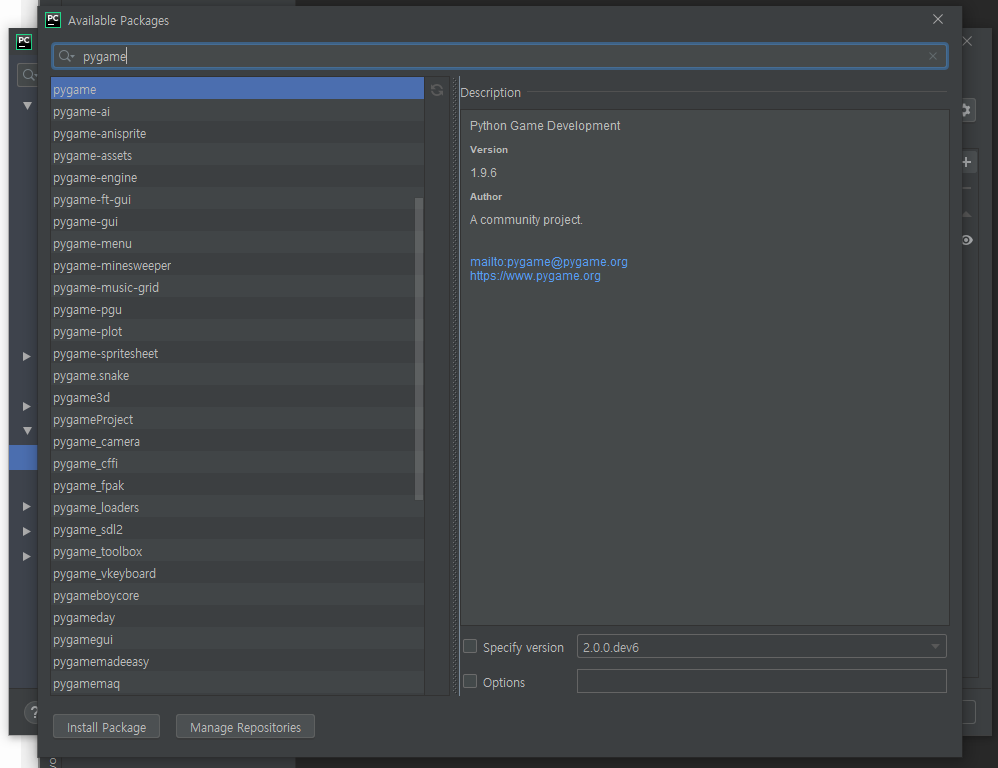 PC
Available Packages
PC
pygame
pygame
pygame-ai
pygame-anisprite
pygame-assets
pygame-engine
pygame-ft-gui
pygame-gui
pygame-menu
pygame-minesweeper
pygame-music-grid
pygame-pgu
pygame-plot
pygame-spritesheet
pygame.snake
pygame3d
pygameProject
pygame_camera
pygame_cffi
pygame_fpak
pygame_loaders
pygame_sdl2
pygame_toolbox
pygame_vkeyboard
pygameboycore
pygameday
pygamegui
pygamemadeeasy
pygamemaq
Description
Python Game Development
Version
1.9.6
Author
A community project.
mailto:pygame@pygame.org
https://www.pygame.org
Specify version
2.0.0.dev6
Options
?
Install Package
Manage Repositories